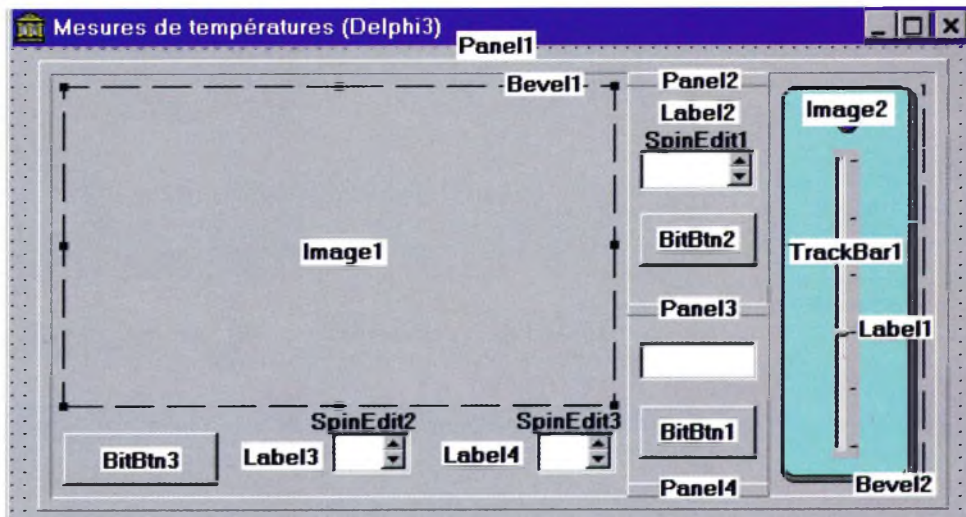 Mesures de températures (Delphi3)
Panel1
Bevel1
Panel2
Label2
SpinEdit1
Image2
Image1
BitBtn2
TrackBar1
Panel3
Label1
SpinEdit2
SpinEdit3
BitBtn3
Label3
Label4
BitBtn1
Panel4
Bevel2